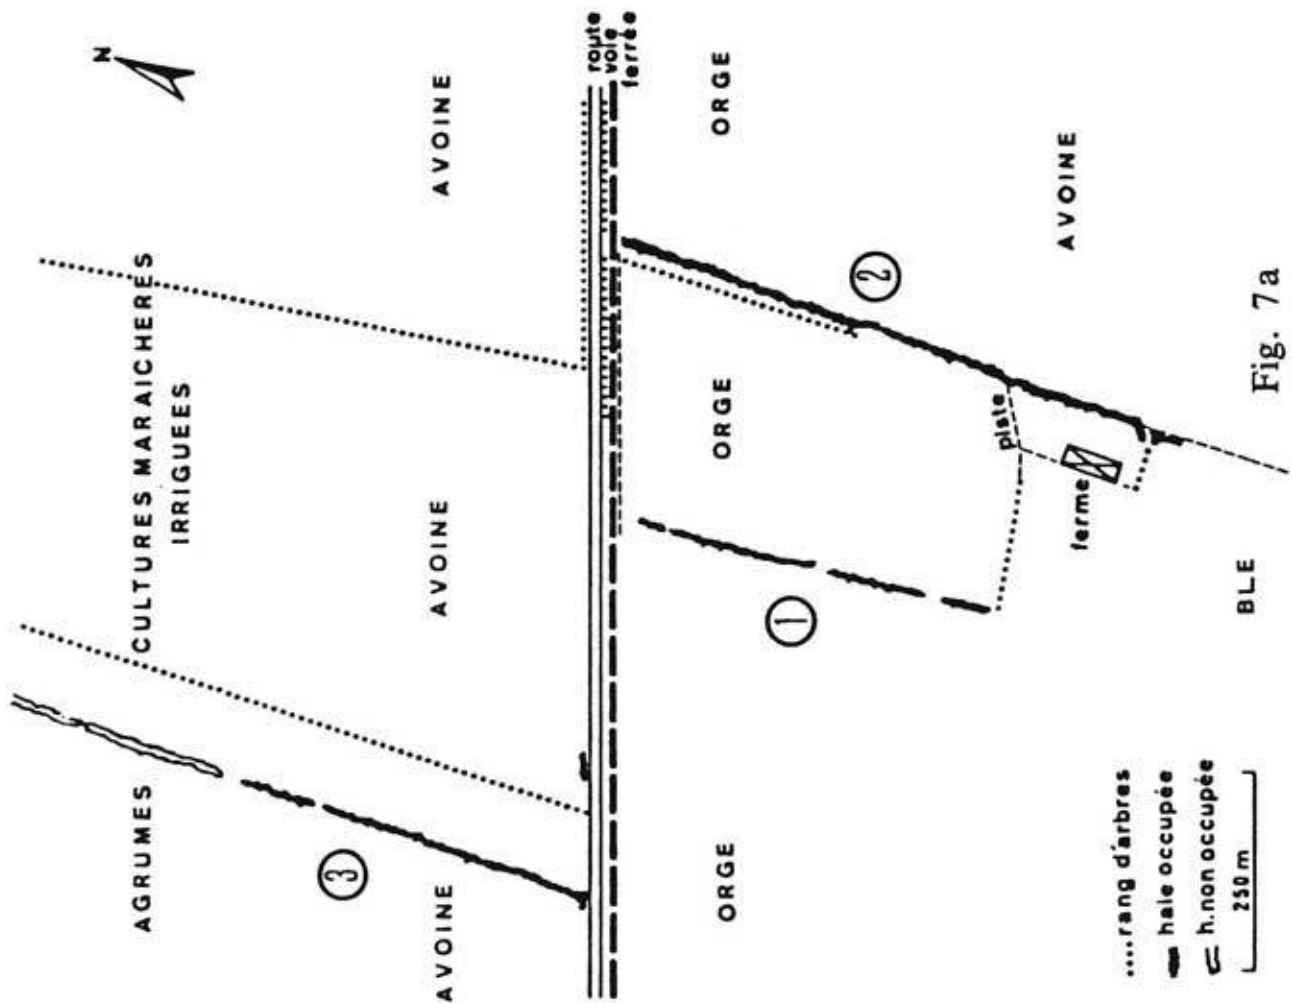 N
AGRUMES
CULTURES MARAICHERES
IRRIGUEES
3
AVOINE
AVOINE
AVOINE
route
voie
ferrée
ORGE
ORGE
ORGE
1
2
piste
ferme
AVOINE
BLE
rang d'arbres
haie occupée
h. non occupée
250 m
Fig. 7a